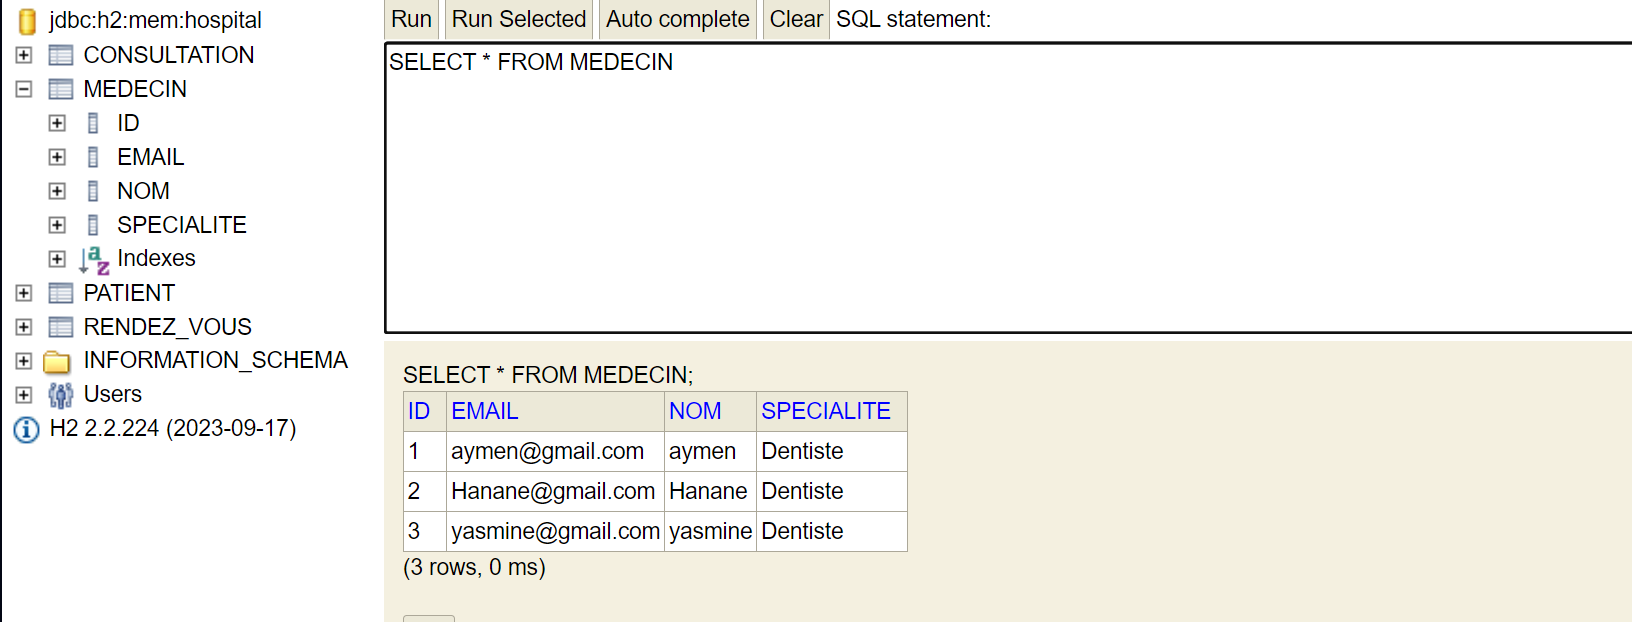 jdbc:h2:mem:hospital
CONSULTATION
MEDECIN
ID
EMAIL
NOM
SPECIALITE
Indexes
PATIENT
RENDEZ_VOUS
INFORMATION_SCHEMA
Users
H2 2.2.224 (2023-09-17)
Run Run Selected Auto complete Clear SQL statement:
SELECT * FROM MEDECIN
SELECT * FROM MEDECIN;
ID EMAIL NOM SPECIALITE
1 aymen@gmail.com aymen Dentiste
2 Hanane@gmail.com Hanane Dentiste
3 yasmine@gmail.com yasmine Dentiste
(3 rows, 0 ms)